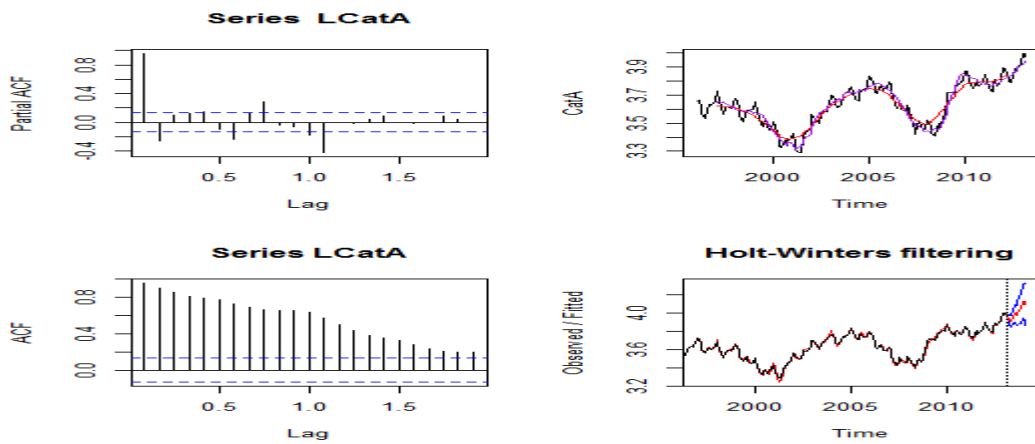 Series LCatA
Partial ACF
-0.4 0.0 0.4 0.8
0.5 1.0 1.5
Lag
CatA
3.3 3.5 3.7 3.9
2000 2005 2010
Time
Series LCatA
ACF
0.0 0.4 0.8
0.5 1.0 1.5
Lag
Holt-Winters filtering
Observed / Fitted
3.2 3.6 4.0
2000 2005 2010
Time